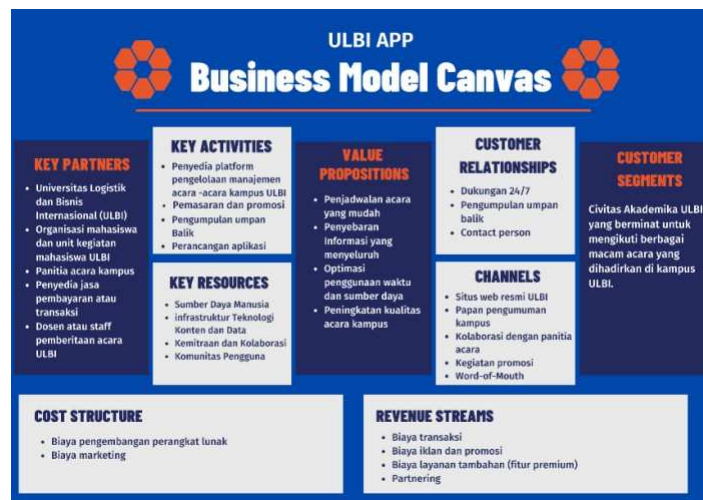 ULBI APP
Business Model Canvas
KEY PARTNERS
• Universitas Logistik
dan Bisnis
Internasional (ULBI)
• Organisasi mahasiswa
dan unit kegiatan
mahasiswa ULBI
• Panitia acara kampus
• Penyedia jasa
pembayaran atau
transaksi
• Dosen atau staff
pemberitaan acara
ULBI
KEY ACTIVITIES
• Penyedia platform
pengelolaan manajemen
acara -acara kampus ULBI
• Pemasaran dan promosi
• Pengumpulan umpan
Balik
• Perancangan aplikasi
KEY RESOURCES
• Sumber Daya Manusia
• infrastruktur Teknologi
Konten dan Data
• Kemitraan dan Kolaborasi
• Komunitas Pengguna
VALUE
PROPOSITIONS
• Penjadwalan acara
yang mudah
• Penyebaran
Informasi yang
menyeluruh
• Optimasi
penggunaan waktu
dan sumber daya
• Peningkatan kualitas
acara kampus
CUSTOMER
RELATIONSHIPS
• Dukungan 24/7
• Pengumpulan umpan
balik
• Contact person
CHANNELS
• Situs web resmi ULBI
• Papan pengumuman
kampus
• Kolaborasi dengan panitia
acara
• Kegiatan promosi
• Word-of-Mouth
CUSTOMER
SEGMENTS
Civitas Akademika ULBI
yang berminat untuk
mengikuti berbagai
macam acara yang
dihadirkan di kampus
ULBI.
COST STRUCTURE
• Biaya pengembangan perangkat lunak
• Biaya marketing
REVENUE STREAMS
• Biaya transaksi
• Biaya iklan dan promosi
• Biaya layanan tambahan (fitur premium)
• Partnering